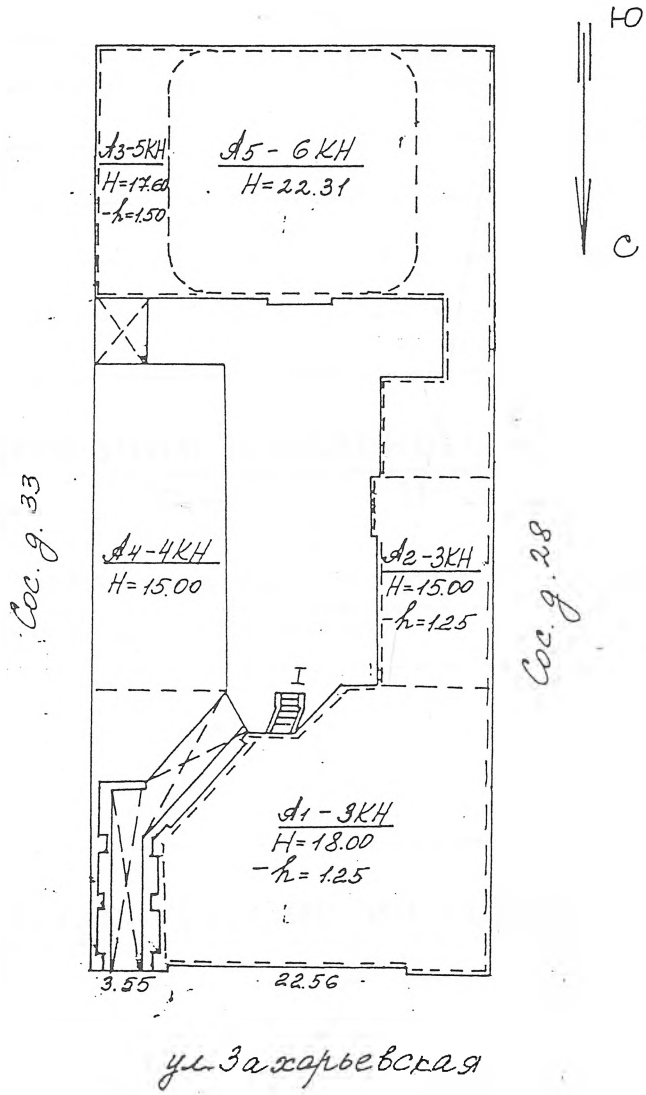 Ю
С
А3-5КН
Н=17.60
-h=1.50
А5-6КН
Н=22.31
Сос. д. 33
А4-4КН
Н=15.00
А2-3КН
Н=15.00
-h=1.25
Сос. д. 28
I
А1-3КН
Н=18.00
-h=1.25
3.55
22.56
ул. Захарьевская